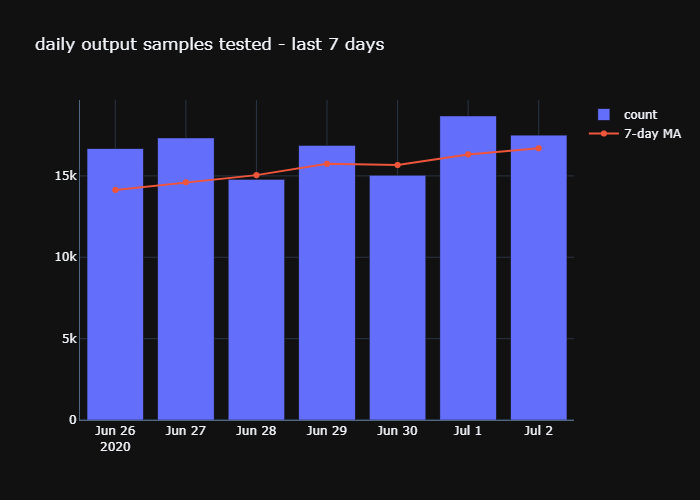 daily output samples tested - last 7 days
count
7-day MA
15k
10k
5k
0
Jun 26 Jun 27 Jun 28 Jun 29 Jun 30 Jul 1 Jul 2
2020